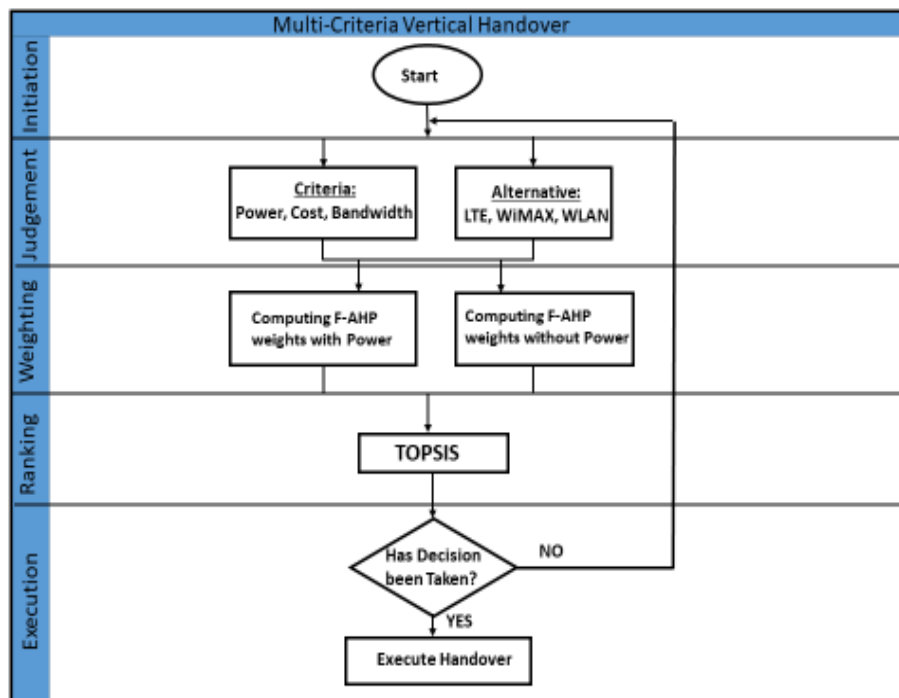 Multi-Criteria Vertical Handover
Initiation
Start
Judgement
Criteria:
Power, Cost, Bandwidth
Alternative:
LTE, WiMAX, WLAN
Weighting
Computing F-AHP
weights with Power
Computing F-AHP
weights without Power
Ranking
TOPSIS
Execution
Has Decision
been Taken?
NO
YES
Execute Handover